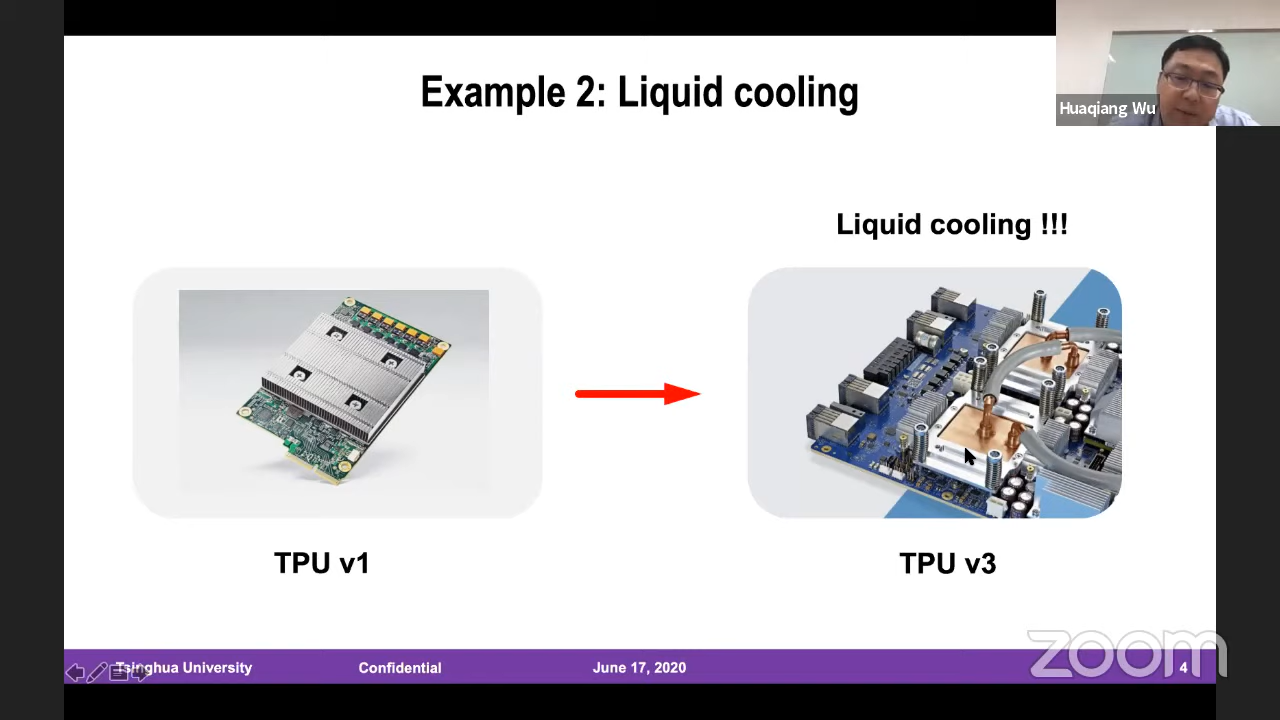 Example 2: Liquid cooling
Huaqiang Wu
Liquid cooling !!!
TPU v1
TPU v3
Tsinghua University
Confidential
June 17, 2020
4
zoom